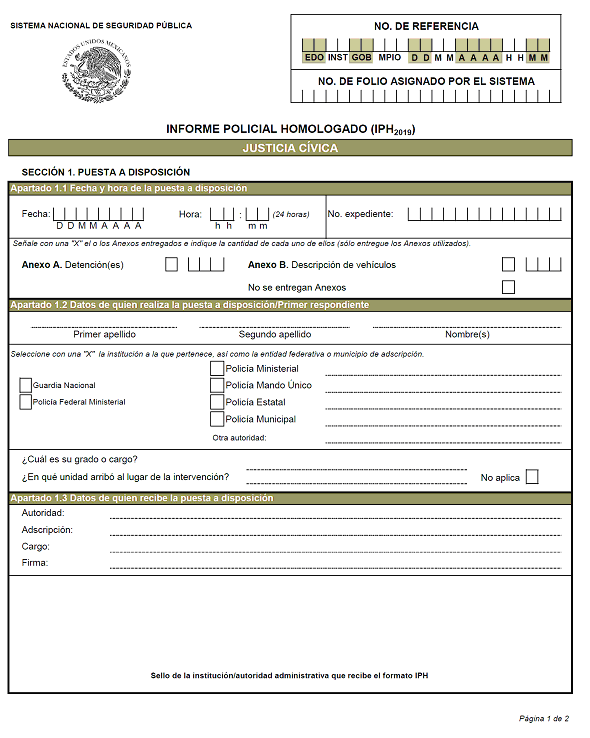 SISTEMA NACIONAL DE SEGURIDAD PÚBLICA
ESTADOS UNIDOS MEXICANOS
NO. DE REFERENCIA
EDO INST GOB MPIO D D M M A A A A H H M M
NO. DE FOLIO ASIGNADO POR EL SISTEMA
INFORME POLICIAL HOMOLOGADO (IPH2019)
JUSTICIA CÍVICA
SECCIÓN 1. PUESTA A DISPOSICIÓN
Apartado 1.1 Fecha y hora de la puesta a disposición
Fecha: Hora: : (24 horas) No. expediente:
D D M M A A A A h h m m
Señale con una "X" el o los Anexos entregados e indique la cantidad de cada uno de ellos (sólo entregue los Anexos utilizados).
Anexo A. Detención(es) Anexo B. Descripción de vehículos
No se entregan Anexos
Apartado 1.2 Datos de quien realiza la puesta a disposición/Primer respondiente
Primer apellido Segundo apellido Nombre(s)
Seleccione con una "X" la institución a la que pertenece, así como la entidad federativa o municipio de adscripción.
Policía Ministerial
Guardia Nacional Policía Mando Único
Policía Federal Ministerial Policía Estatal
Policía Municipal
Otra autoridad:
¿Cuál es su grado o cargo?
¿En qué unidad arribó al lugar de la intervención? No aplica
Apartado 1.3 Datos de quien recibe la puesta a disposición
Autoridad:
Adscripción:
Cargo:
Firma:
Sello de la institución/autoridad administrativa que recibe el formato IPH
Página 1 de 2